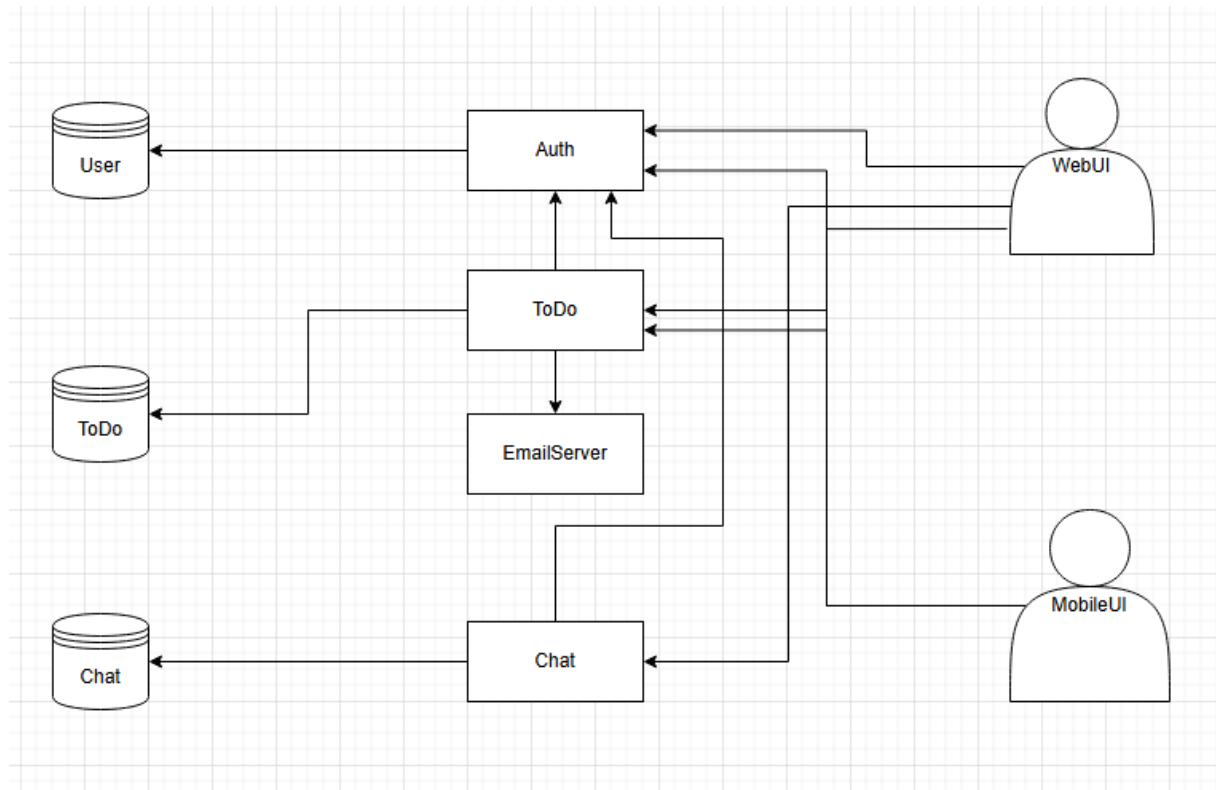 User
Auth
WebUI
ToDo
ToDo
EmailServer
MobileUI
Chat
Chat